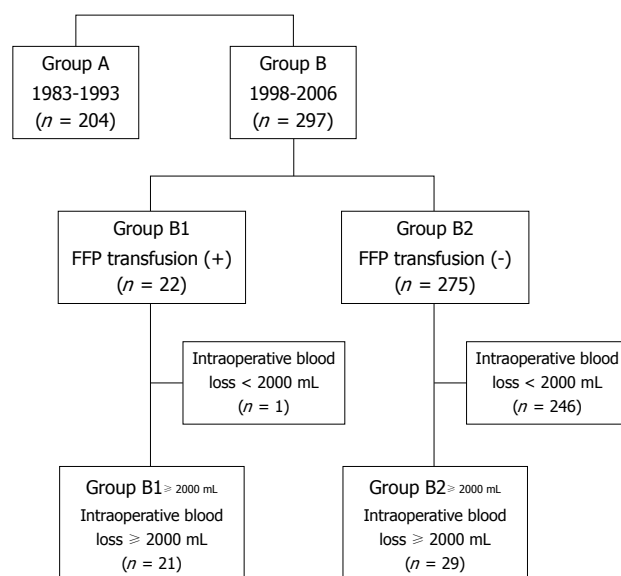 Group A
1983-1993
(n = 204)
Group B
1998-2006
(n = 297)
Group B1
FFP transfusion (+)
(n = 22)
Group B2
FFP transfusion (-)
(n = 275)
Intraoperative blood
loss < 2000 mL
(n = 1)
Intraoperative blood
loss < 2000 mL
(n = 246)
Group B1 ≥ 2000 mL
Intraoperative blood
loss ≥ 2000 mL
(n = 21)
Group B2 ≥ 2000 mL
Intraoperative blood
loss ≥ 2000 mL
(n = 29)